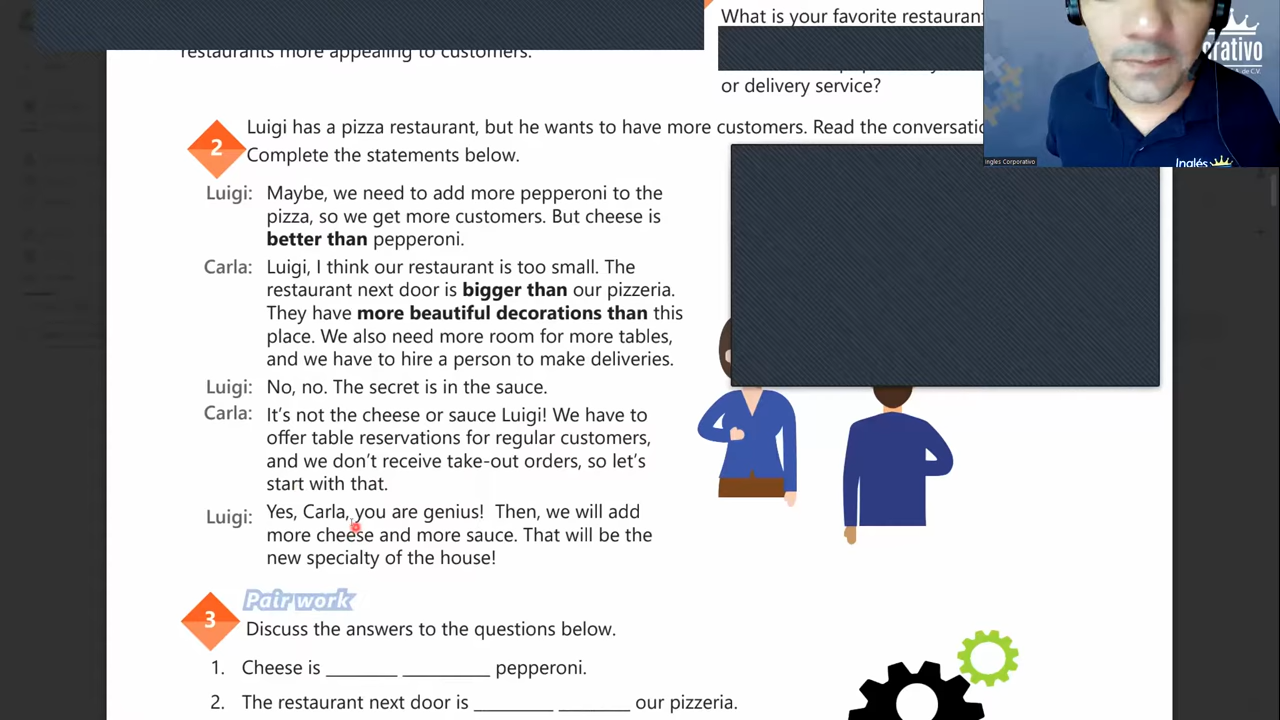 What is your favorite restaurant
restaurants more appealing to customers.
or delivery service?
2
Luigi has a pizza restaurant, but he wants to have more customers. Read the
Complete the statements below.
Luigi: Maybe, we need to add more pepperoni to the
pizza, so we get more customers. But cheese is
better than pepperoni.
Carla: Luigi, I think our restaurant is too small. The
restaurant next door is bigger than our pizzeria.
They have more beautiful decorations than this
place. We also need more room for more tables,
and we have to hire a person to make deliveries.
Luigi: No, no. The secret is in the sauce.
Carla: It's not the cheese or sauce Luigi! We have to
offer table reservations for regular customers,
and we don't receive take-out orders, so let's
start with that.
Luigi: Yes, Carla, you are genius! Then, we will add
more cheese and more sauce. That will be the
new specialty of the house!
3
Pair work
Discuss the answers to the questions below.
1. Cheese is ________ __________ pepperoni.
2. The restaurant next door is _________ ________ our pizzeria.
Ingles Corporativo
Inglés